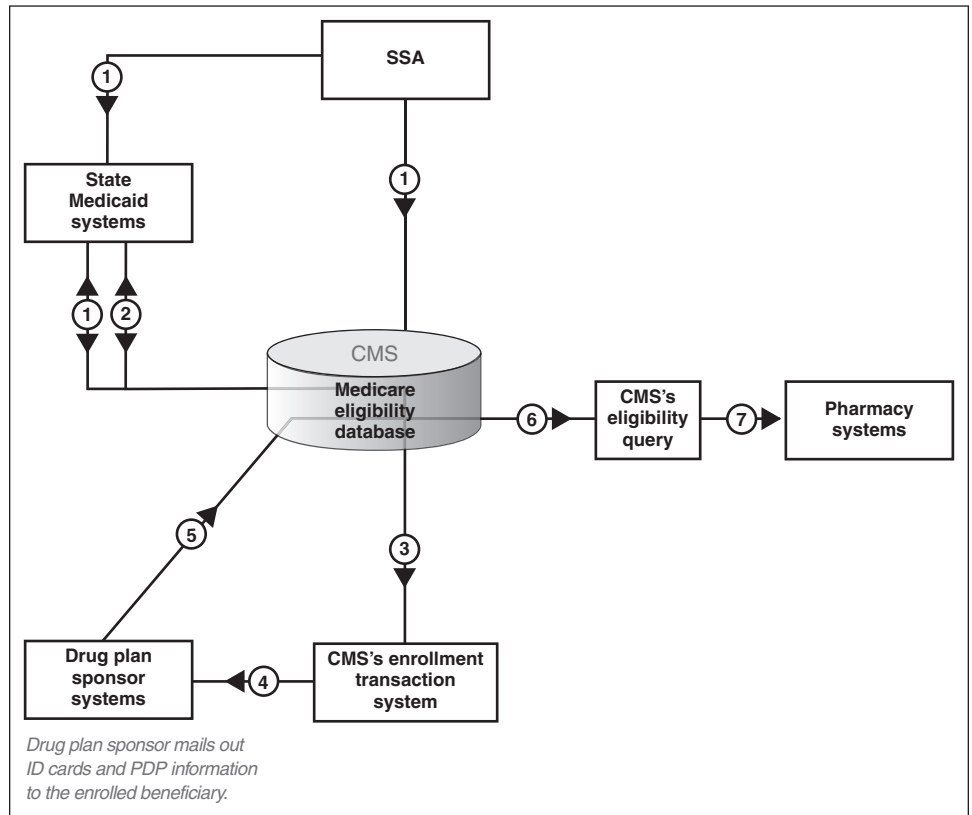 SSA
1
1
State
Medicaid
systems
1
2
CMS
Medicare
eligibility
database
6
CMS's
eligibility
query
7
Pharmacy
systems
5
3
Drug plan
sponsor
systems
4
CMS's enrollment
transaction
system
Drug plan sponsor mails out
ID cards and PDP information
to the enrolled beneficiary.